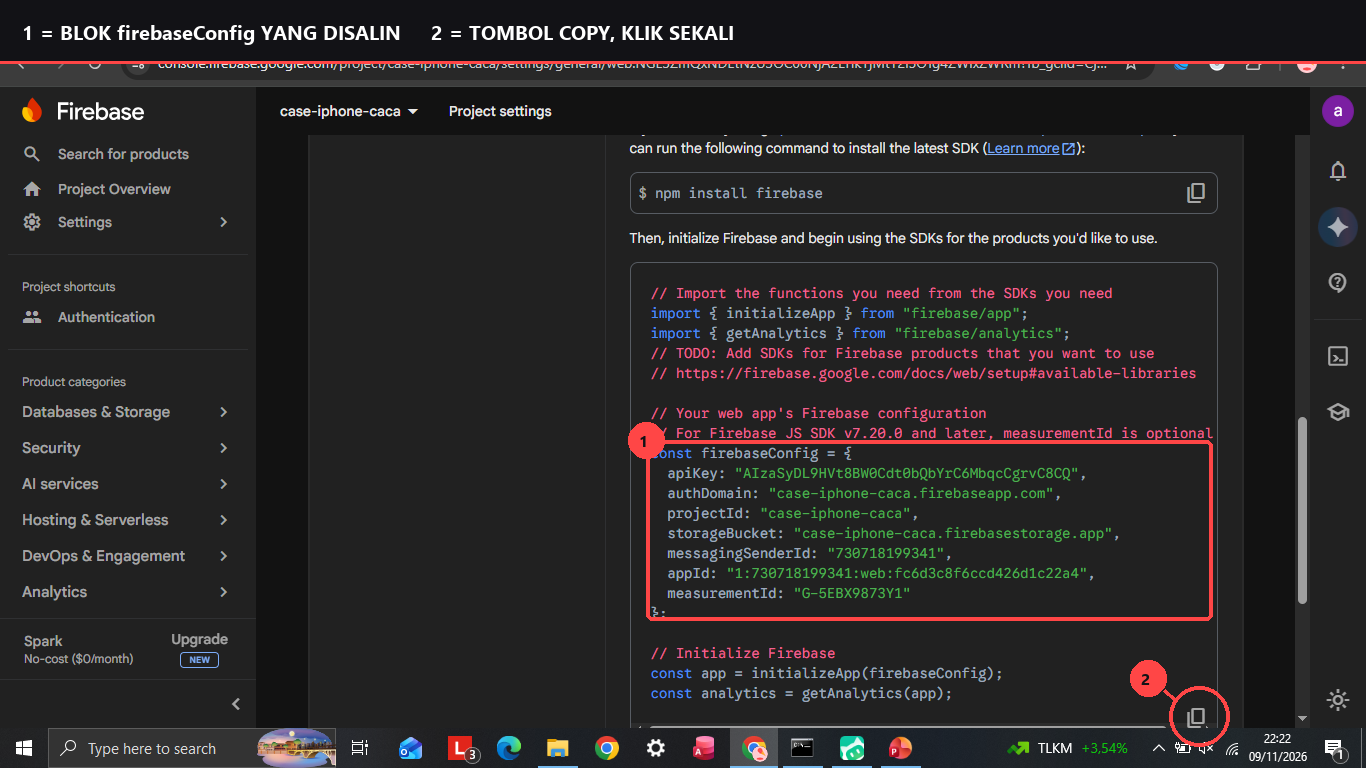 1 = BLOK firebaseConfig YANG DISALIN 2 = TOMBOL COPY, KLIK SEKALI
Firebase
case-iphone-caca
Project settings
a
Search for products
Project Overview
Settings
Project shortcuts
Authentication
Product categories
Databases & Storage
Security
AI services
Hosting & Serverless
DevOps & Engagement
Analytics
Spark
No-cost ($0/month)
Upgrade
NEW
can run the following command to install the latest SDK (Learn more):
$ npm install firebase
Then, initialize Firebase and begin using the SDKs for the products you'd like to use.
// Import the functions you need from the SDKs you need
import { initializeApp } from "firebase/app";
import { getAnalytics } from "firebase/analytics";
// TODO: Add SDKs for Firebase products that you want to use
// https://firebase.google.com/docs/web/setup#available-libraries
// Your web app's Firebase configuration
// For Firebase JS SDK v7.20.0 and later, measurementId is optional
1
const firebaseConfig = {
apiKey: "AIzaSyDL9HVt8BW0Cdt0bQbYrC6MbqcCgrvC8CQ",
authDomain: "case-iphone-caca.firebaseapp.com",
projectId: "case-iphone-caca",
storageBucket: "case-iphone-caca.firebasestorage.app",
messagingSenderId: "730718199341",
appId: "1:730718199341:web:fc6d3c8f6ccd426d1c22a4",
measurementId: "G-5EBX9873Y1"
};
// Initialize Firebase
const app = initializeApp(firebaseConfig);
const analytics = getAnalytics(app);
2
Type here to search
L 3
TLKM +3,54%
22:22
09/11/2026
1